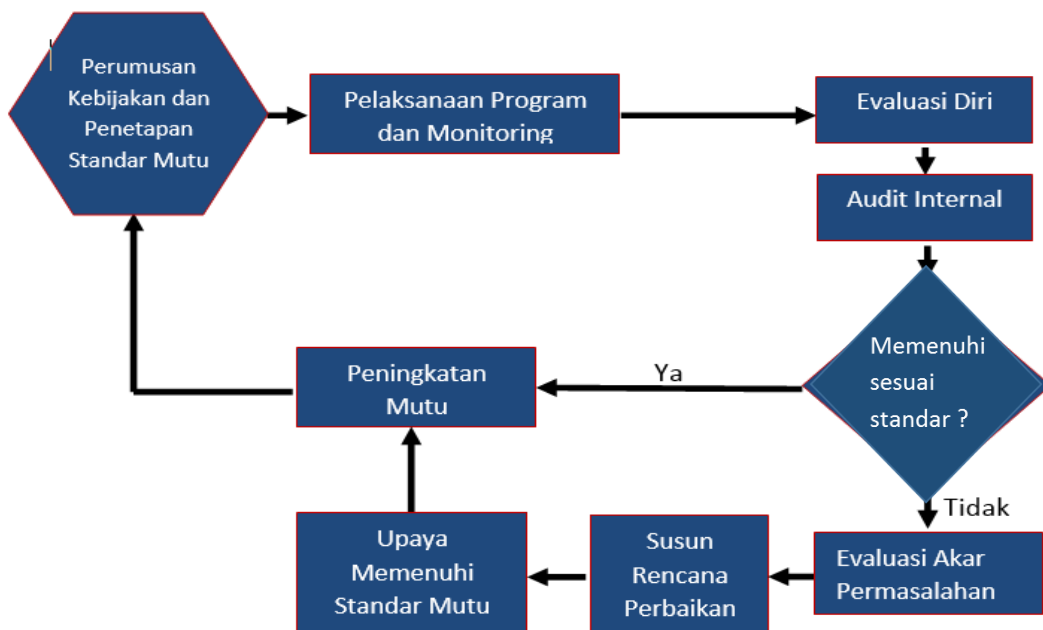 Perumusan
Kebijakan dan
Penetapan
Standar Mutu
Pelaksanaan Program
dan Monitoring
Evaluasi Diri
Audit Internal
Memenuhi
sesuai
standar ?
Ya
Peningkatan
Mutu
Tidak
Evaluasi Akar
Permasalahan
Susun
Rencana
Perbaikan
Upaya
Memenuhi
Standar Mutu